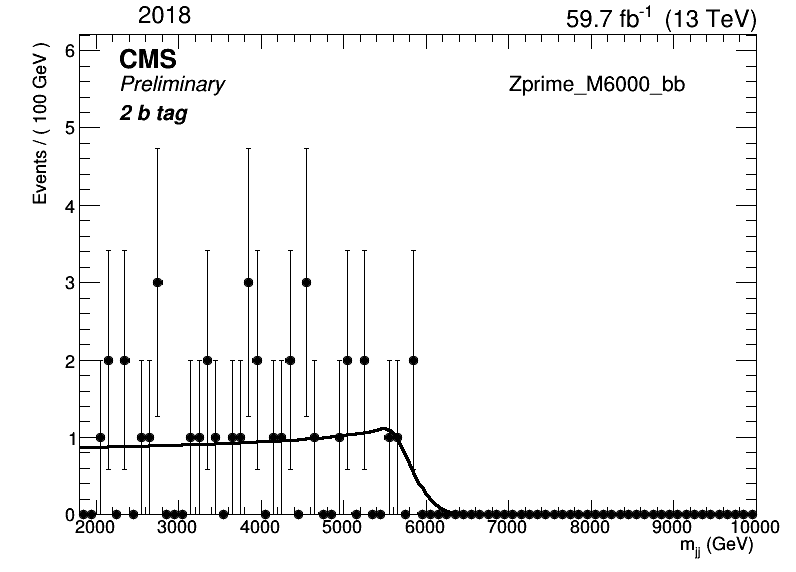 2018
59.7 fb-1 (13 TeV)
CMS
Preliminary
2 b tag
Zprime_M6000_bb
Events / ( 100 GeV )
6
5
4
3
2
1
0
2000 3000 4000 5000 6000 7000 8000 9000 10000
mjj (GeV)